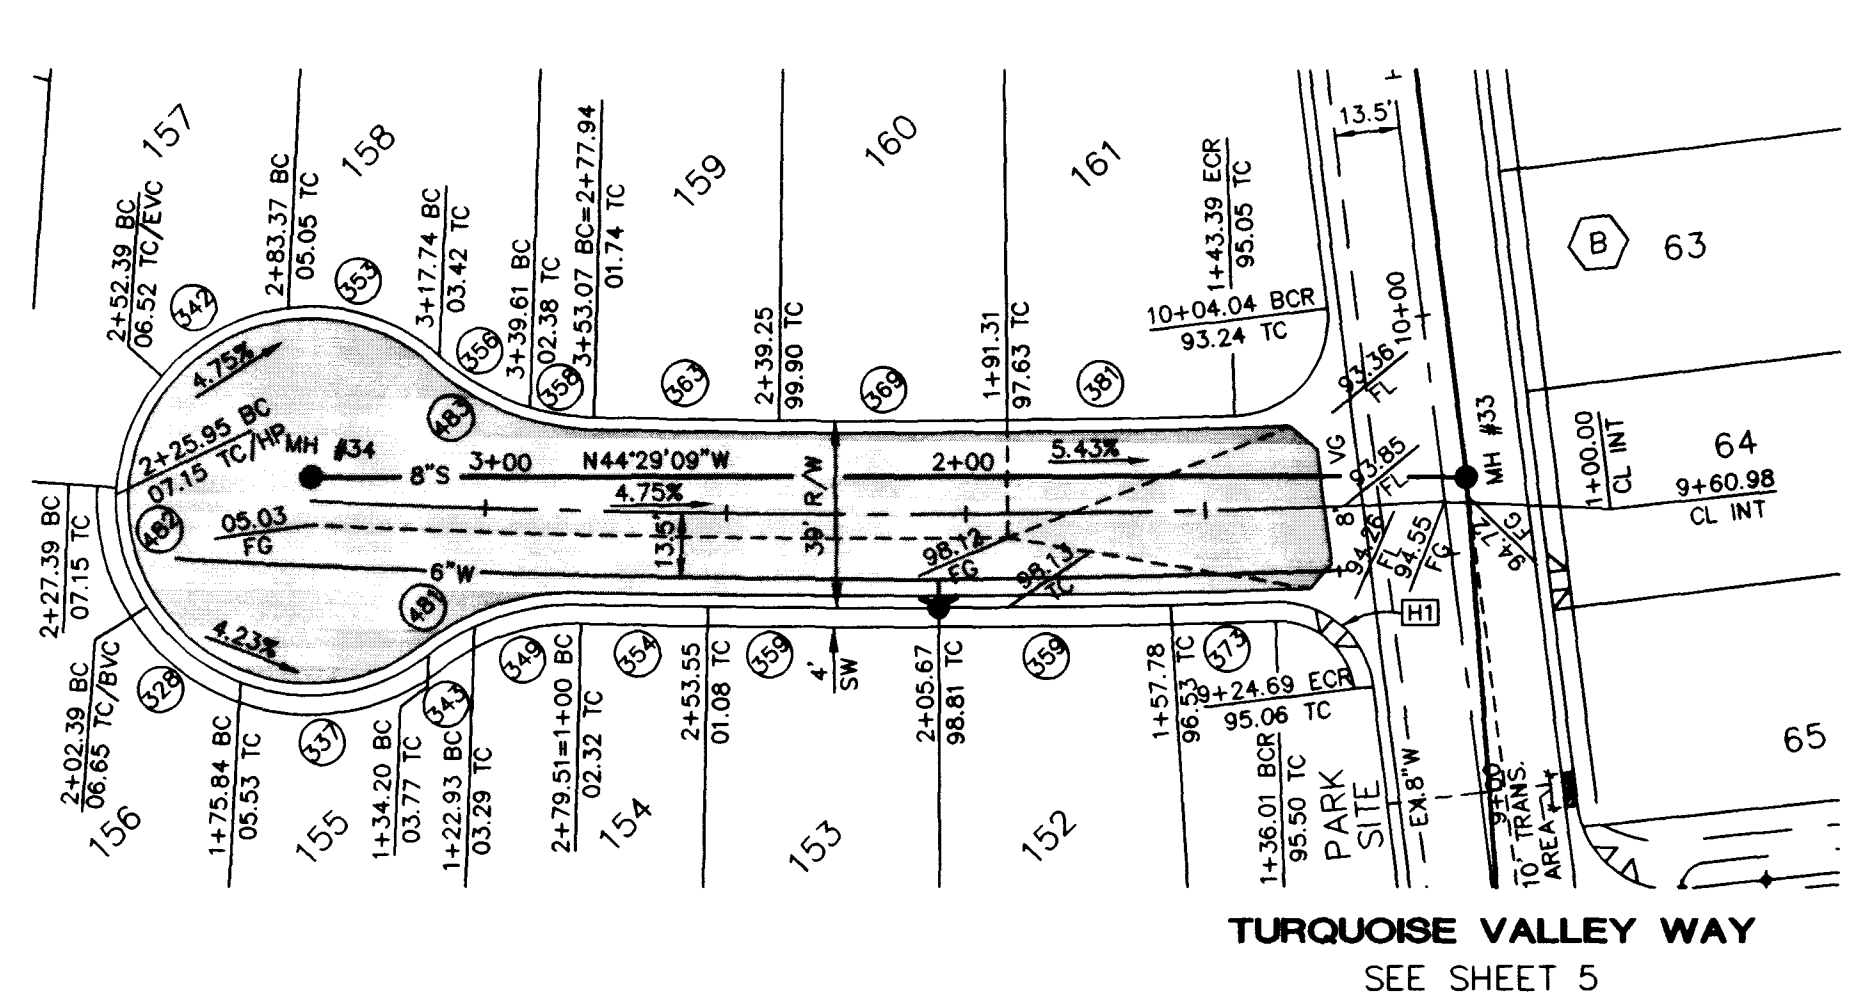 157
158
159
160
161
2+52.39 BC
06.52 TC/EVC
342
2+83.37 BC
05.05 TC
353
3+17.74 BC
03.42 TC
356
3+39.61 BC
02.38 TC
358
3+53.07 BC=2+77.94
01.74 TC
363
2+39.25
99.90 TC
369
1+91.31
97.63 TC
381
1+43.39 ECR
95.05 TC
10+04.04 BCR
93.24 TC
13.5'
10+00
93.36
FL
B
63
64
65
4.75%
483
2+25.95 BC
07.15 TC/HP
MH #34
8"S
3+00
N44°29'09"W
4.75%
39' R/W
2+00
5.43%
VG
8'
93.85
FL
MH #33
1+00.00
CL INT
9+60.98
CL INT
482
05.03
FG
13.5'
6"W
98.12
FG
98.13
TC
94.26
FL
94.55
FG
94.72
FG
481
4.23%
H1
2+27.39 BC
07.15 TC
2+02.39 BC
06.65 TC/BVC
328
337
1+75.84 BC
05.53 TC
1+34.20 BC
03.77 TC
343
1+22.93 BC
03.29 TC
349
2+79.51=1+00 BC
02.32 TC
354
2+53.55
01.08 TC
359
4'
SW
2+05.67
98.81 TC
359
1+57.78
96.53 TC
373
9+24.69 ECR
95.06 TC
1+36.01 BCR
95.50 TC
PARK
SITE
EX.8"W
9+00
10' TRANS.
AREA
156
155
154
153
152
TURQUOISE VALLEY WAY
SEE SHEET 5